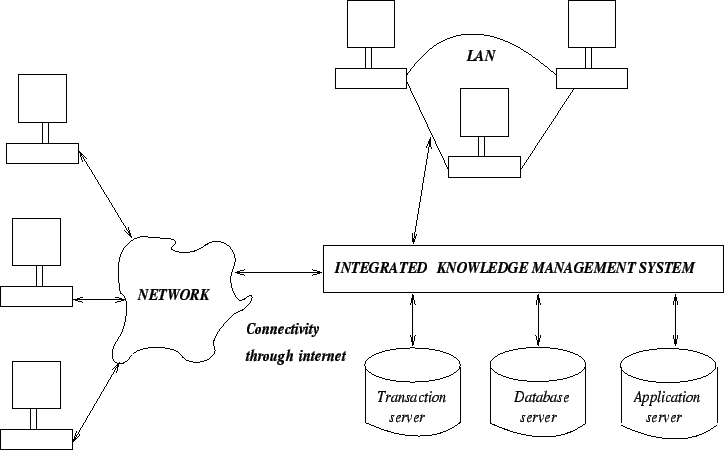 LAN
INTEGRATED KNOWLEDGE MANAGEMENT SYSTEM
NETWORK
Connectivity
through internet
Transaction
server
Database
server
Application
server